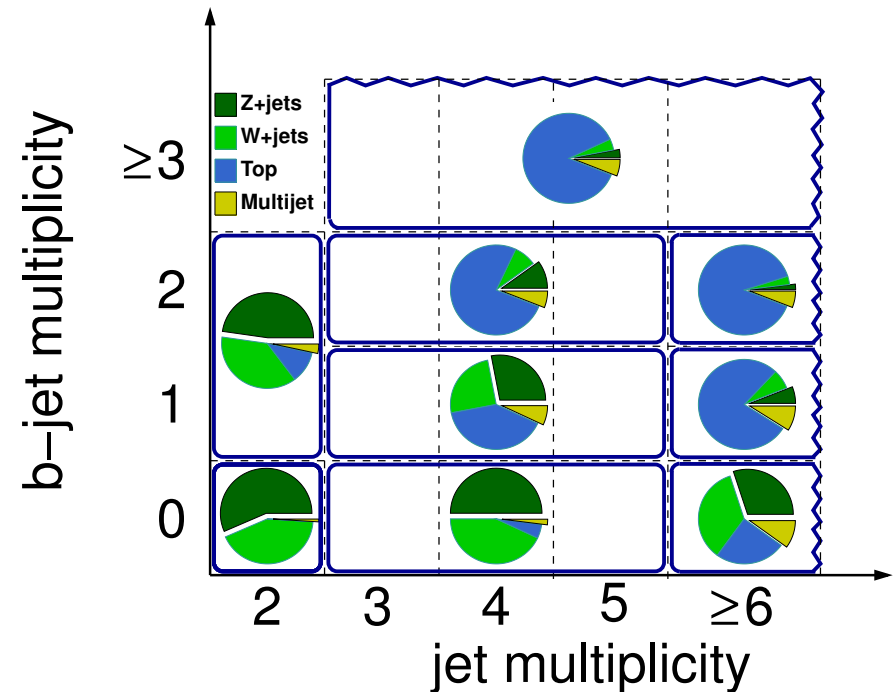 b−jet multiplicity
≥3
2
1
0
Z+jets
W+jets
Top
Multijet
2 3 4 5 ≥6
jet multiplicity